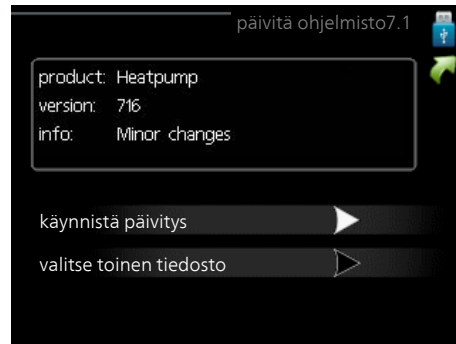 päivitä ohjelmisto7.1
product: Heatpump
version: 716
info: Minor changes
käynnistä päivitys
valitse toinen tiedosto